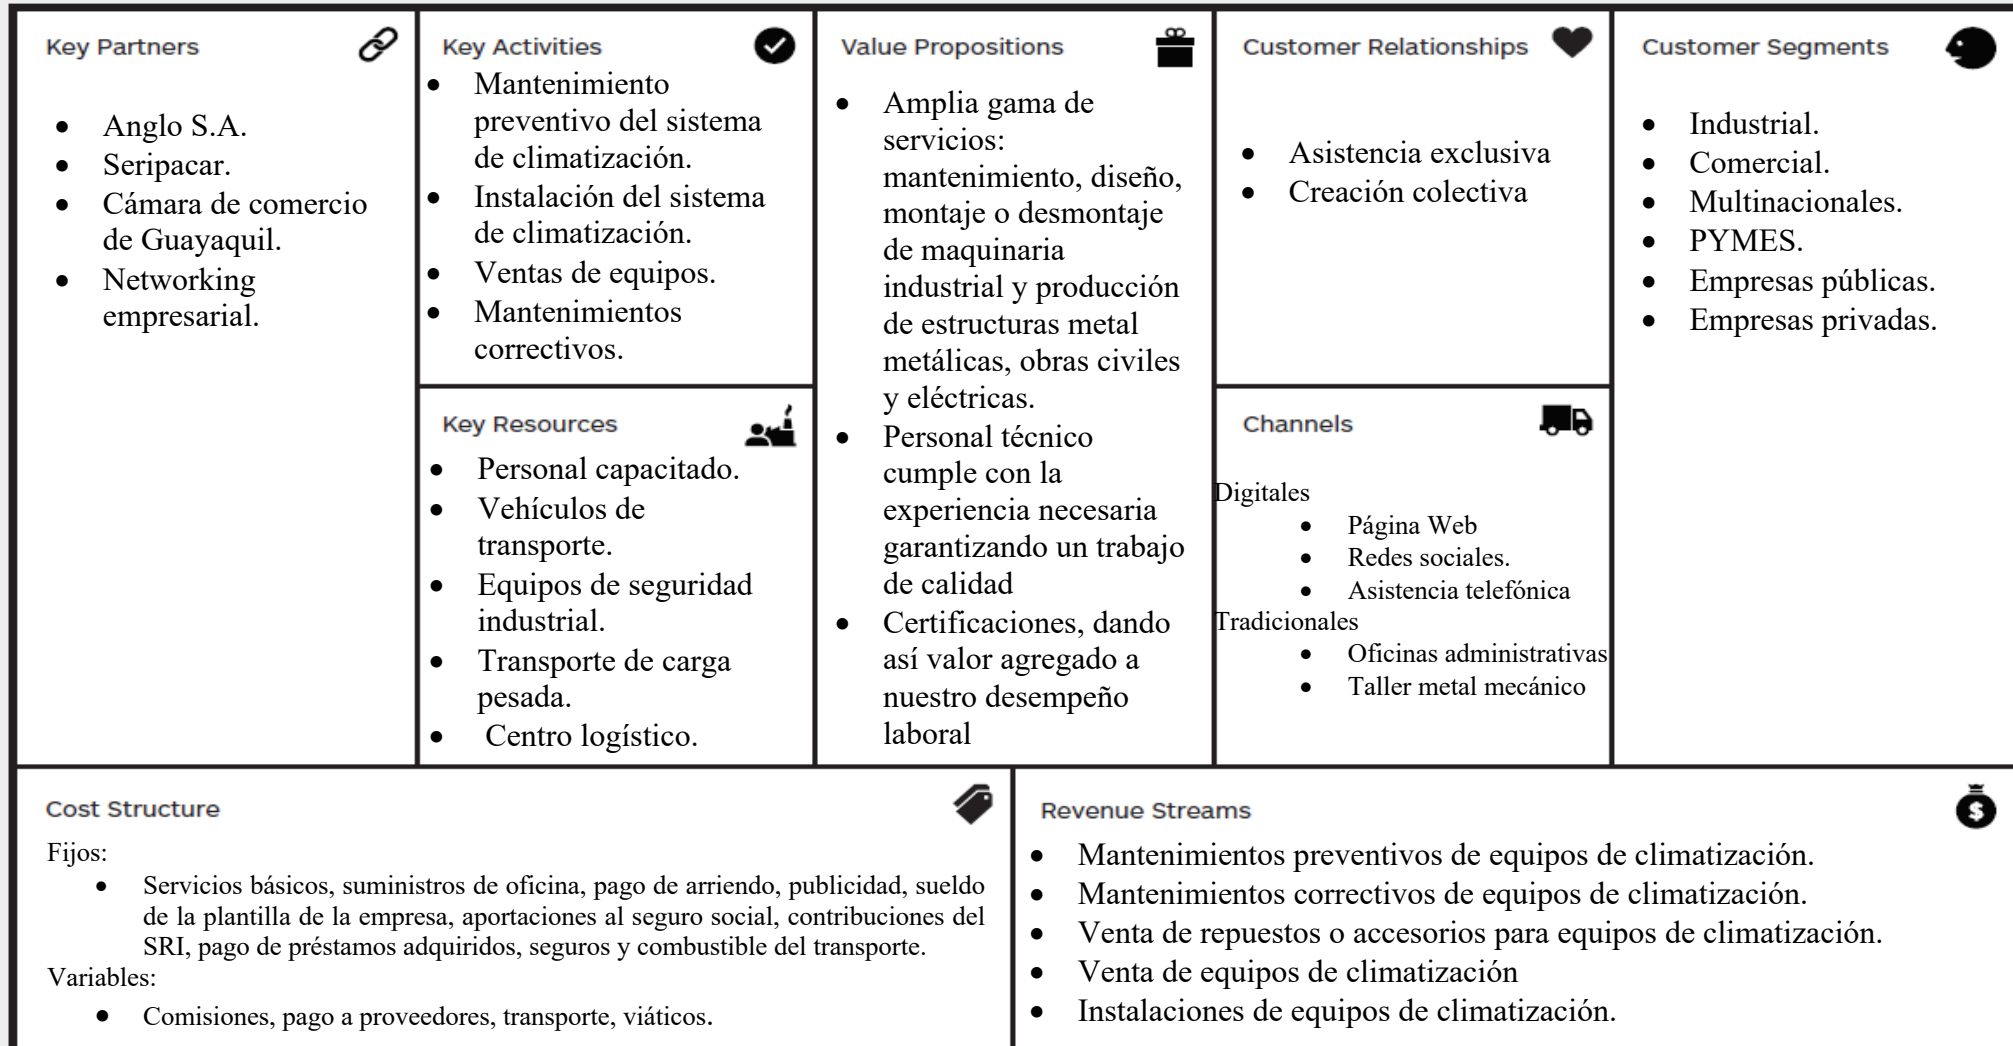 Key Partners
Anglo S.A.
Seripacar.
Cámara de comercio
de Guayaquil.
Networking
empresarial.
Key Activities
Mantenimiento
preventivo del sistema
de climatización.
Instalación del sistema
de climatización.
Ventas de equipos.
Mantenimientos
correctivos.
Key Resources
Personal capacitado.
Vehículos de
transporte.
Equipos de seguridad
industrial.
Transporte de carga
pesada.
Centro logístico.
Value Propositions
Amplia gama de
servicios:
mantenimiento, diseño,
montaje o desmontaje
de maquinaria
industrial y producción
de estructuras metal
metálicas, obras civiles
y eléctricas.
Personal técnico
cumple con la
experiencia necesaria
garantizando un trabajo
de calidad
Certificaciones, dando
así valor agregado a
nuestro desempeño
laboral
Customer Relationships
Asistencia exclusiva
Creación colectiva
Channels
Digitales
Página Web
Redes sociales.
Asistencia telefónica
Tradicionales
Oficinas administrativas
Taller metal mecánico
Customer Segments
Industrial.
Comercial.
Multinacionales.
PYMES.
Empresas públicas.
Empresas privadas.
Cost Structure
Fijos:
Servicios básicos, suministros de oficina, pago de arriendo, publicidad, sueldo
de la plantilla de la empresa, aportaciones al seguro social, contribuciones del
SRI, pago de préstamos adquiridos, seguros y combustible del transporte.
Variables:
Comisiones, pago a proveedores, transporte, viáticos.
Revenue Streams
$
Mantenimientos preventivos de equipos de climatización.
Mantenimientos correctivos de equipos de climatización.
Venta de repuestos o accesorios para equipos de climatización.
Venta de equipos de climatización
Instalaciones de equipos de climatización.